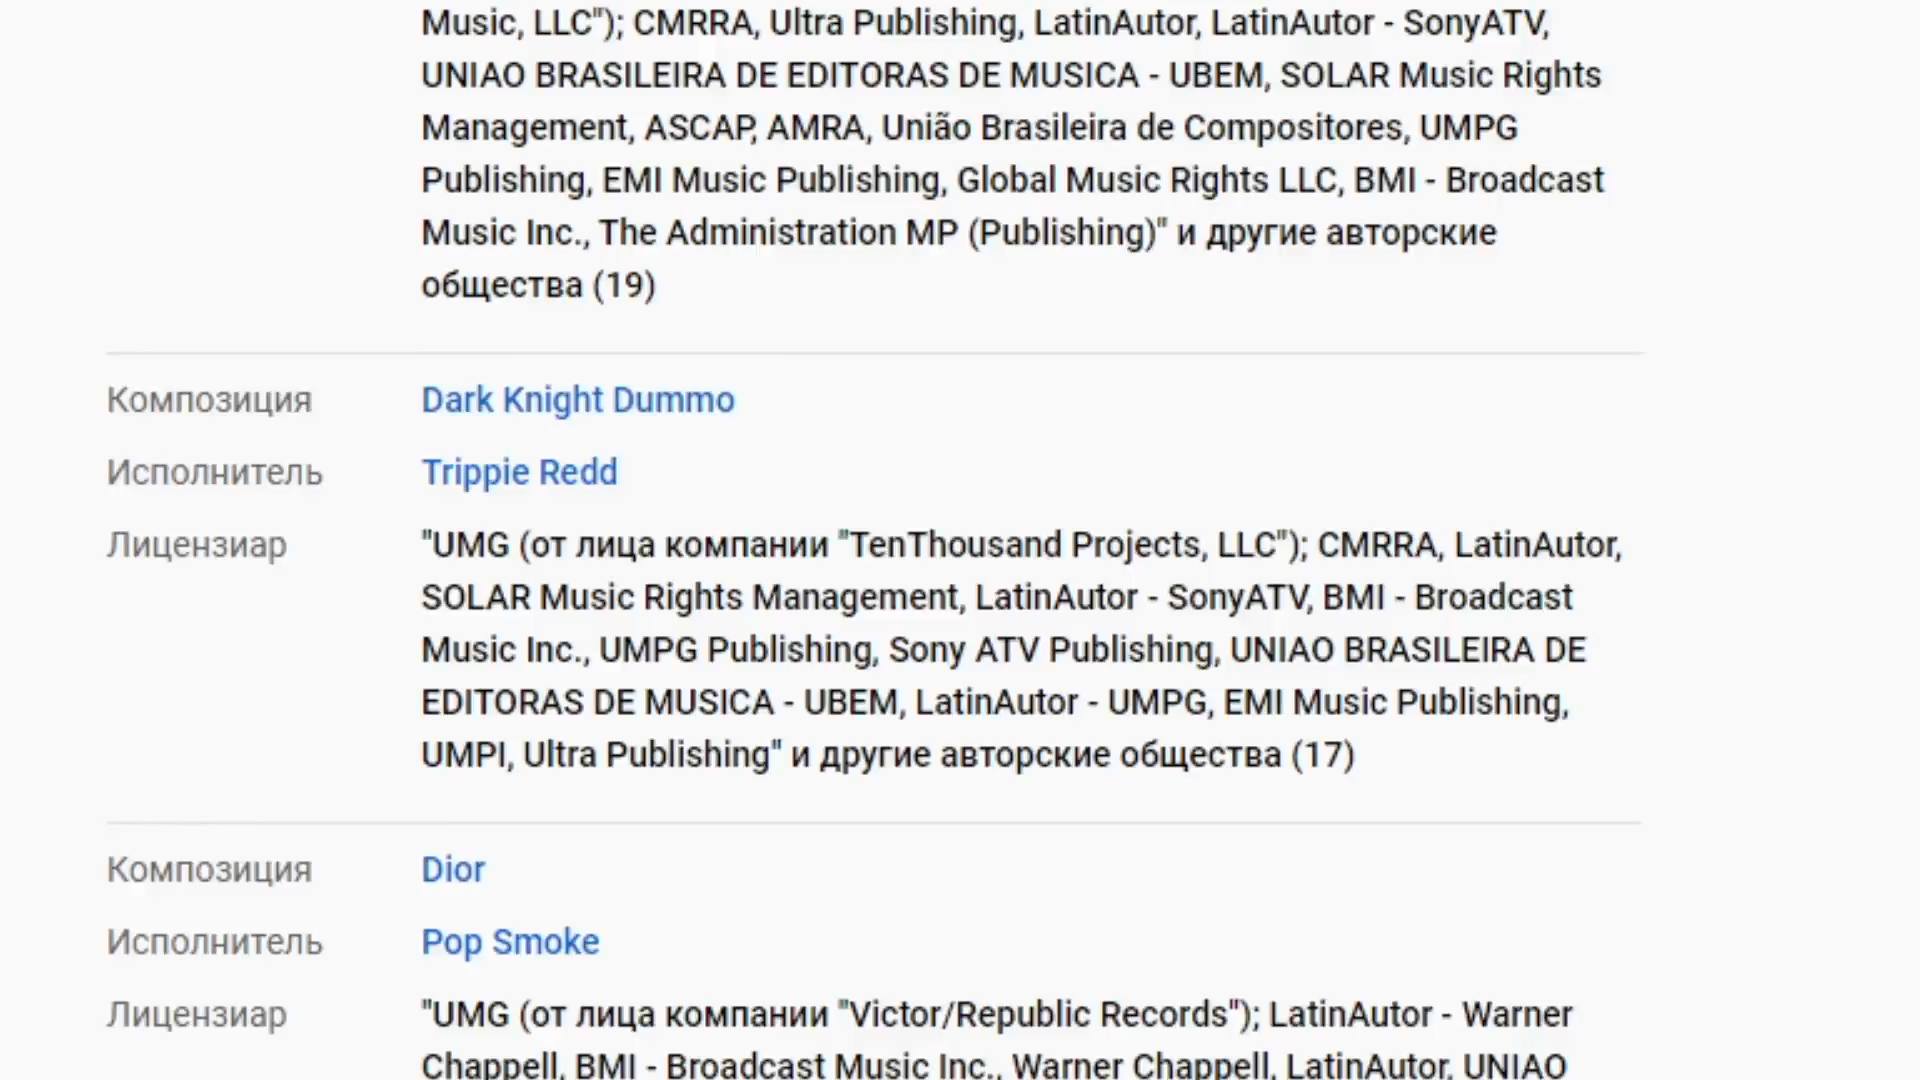 Music, LLC"); CMRRA, Ultra Publishing, LatinAutor, LatinAutor - SonyATV,
UNIAO BRASILEIRA DE EDITORAS DE MUSICA - UBEM, SOLAR Music Rights
Management, ASCAP, AMRA, União Brasileira de Compositores, UMPG
Publishing, EMI Music Publishing, Global Music Rights LLC, BMI - Broadcast
Music Inc., The Administration MP (Publishing)" и другие авторские
общества (19)
Композиция Dark Knight Dummo
Исполнитель Trippie Redd
Лицензиар "UMG (от лица компании "TenThousand Projects, LLC"); CMRRA, LatinAutor,
SOLAR Music Rights Management, LatinAutor - SonyATV, BMI - Broadcast
Music Inc., UMPG Publishing, Sony ATV Publishing, UNIAO BRASILEIRA DE
EDITORAS DE MUSICA - UBEM, LatinAutor - UMPG, EMI Music Publishing,
UMPI, Ultra Publishing" и другие авторские общества (17)
Композиция Dior
Исполнитель Pop Smoke
Лицензиар "UMG (от лица компании "Victor/Republic Records"); LatinAutor - Warner
Chappell, BMI - Broadcast Music Inc., Warner Chappell, LatinAutor, UNIAO